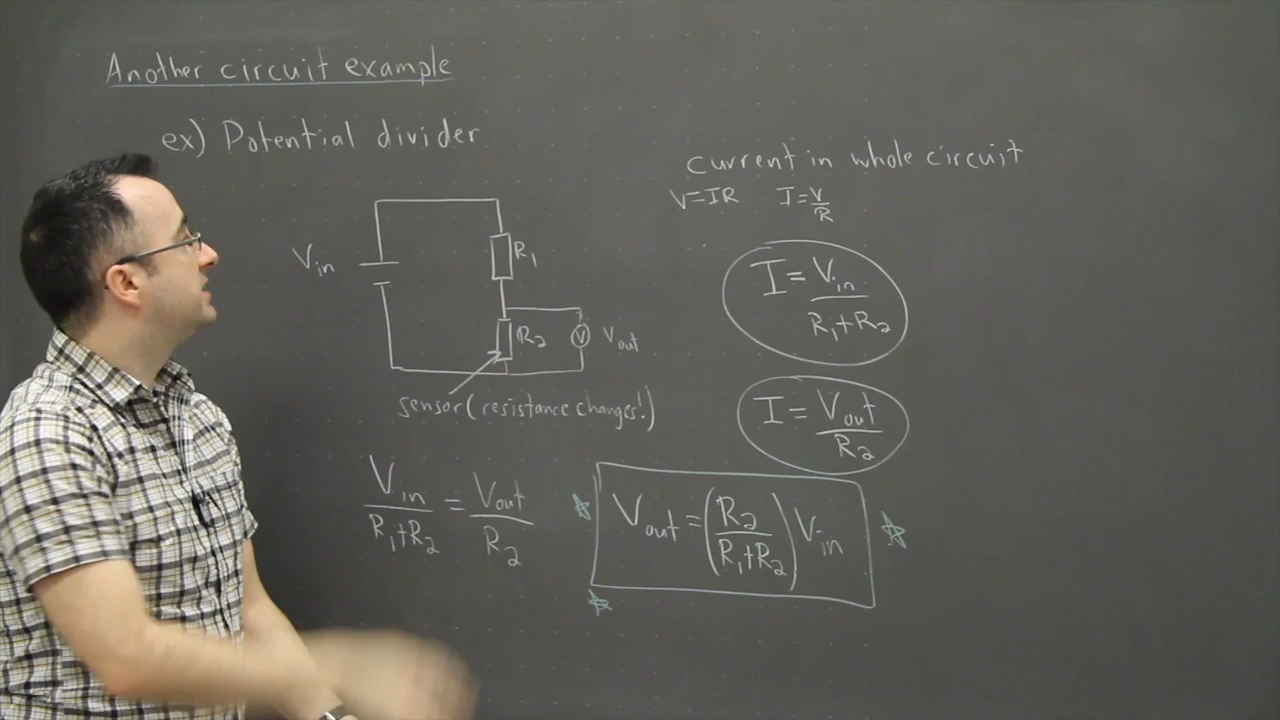 Another circuit example
ex) Potential divider
current in whole circuit
V=IR I=V/R
Vin
R1
R2
V
Vout
sensor (resistance changes!)
I = Vin/(R1+R2)
I = Vout/R2
Vin/(R1+R2) = Vout/R2
Vout = (R2/(R1+R2)) Vin